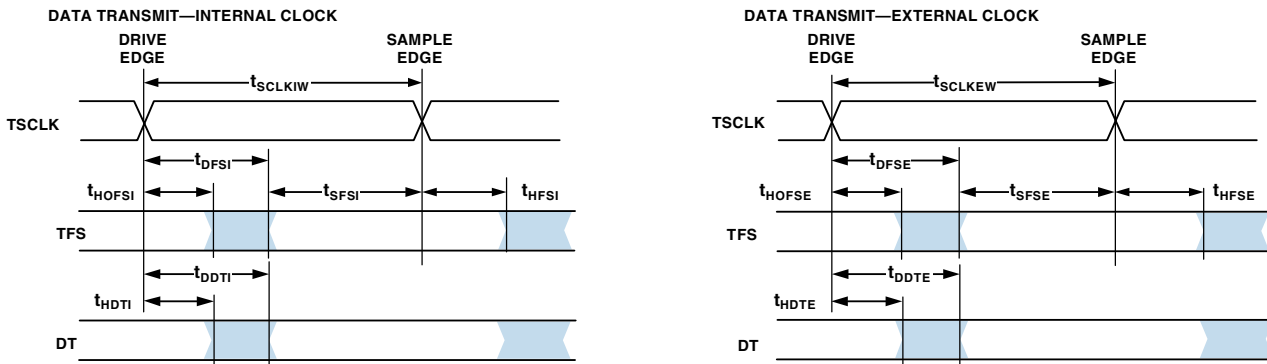 DATA TRANSMIT—INTERNAL CLOCK
DRIVE
EDGE
SAMPLE
EDGE
tSCLKIW
TSCLK
tDFSI
tHOFSI
tSFSI
tHFSI
TFS
tDDTI
tHDTI
DT
DATA TRANSMIT—EXTERNAL CLOCK
DRIVE
EDGE
SAMPLE
EDGE
tSCLKEW
TSCLK
tDFSE
tHOFSE
tSFSE
tHFSE
TFS
tDDTE
tHDTE
DT